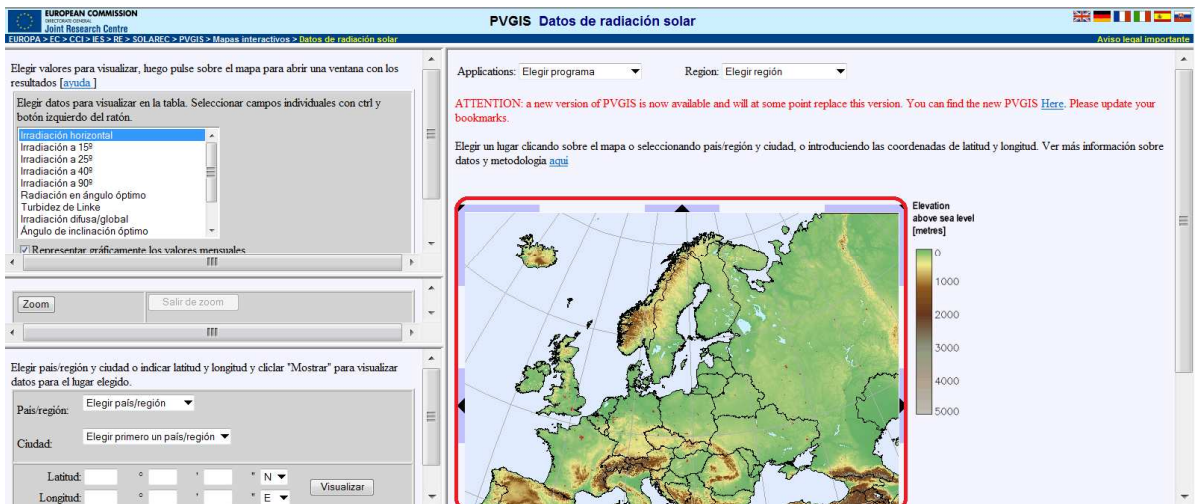 EUROPEAN COMMISSION
DIRECTORATE-GENERAL
Joint Research Centre
PVGIS Datos de radiación solar
EUROPA > EC > CCI > IES > RE > SOLAREC > PVGIS > Mapas interactivos > Datos de radiación solar
Aviso legal importante
Elegir valores para visualizar, luego pulse sobre el mapa para abrir una ventana con los
resultados [ayuda ]
Elegir datos para visualizar en la tabla. Seleccionar campos individuales con ctrl y
botón izquierdo del ratón.
Irradiación horizontal
Irradiación a 15º
Irradiación a 25º
Irradiación a 40º
Irradiación a 90º
Radiación en ángulo óptimo
Turbidez de Linke
Irradiación difusa/global
Ángulo de inclinación óptimo
Representar gráficamente los valores mensuales
Zoom
Salir de zoom
Elegir país/región y ciudad o indicar latitud y longitud y cliclar "Mostrar" para visualizar
datos para el lugar elegido.
País/región: Elegir país/región
Ciudad: Elegir primero un país/región
Latitud: º ' " N
Longitud: º ' " E
Visualizar
Applications: Elegir programa Region: Elegir región
ATTENTION: a new version of PVGIS is now available and will at some point replace this version. You can find the new PVGIS Here. Please update your
bookmarks.
Elegir un lugar clicando sobre el mapa o seleccionando país/región y ciudad, o introduciendo las coordenadas de latitud y longitud. Ver más información sobre
datos y metodología aquí
Elevation
above sea level
[metres]
0
1000
2000
3000
4000
5000